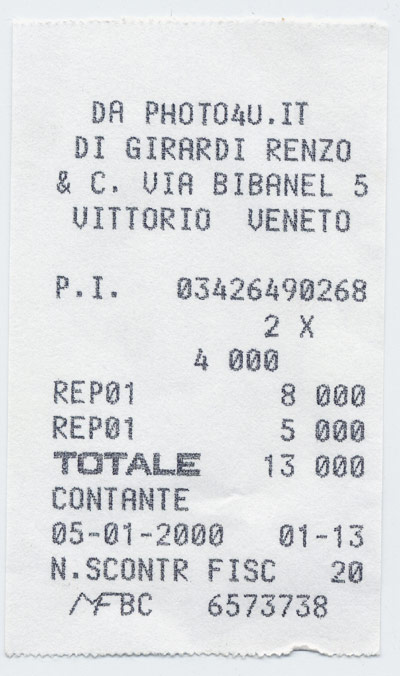 DA PHOTO4U.IT
DI GIRARDI RENZO
& C. VIA BIBANEL 5
VITTORIO VENETO
P.I. 03426490268
2 X
4 000
REP01 8 000
REP01 5 000
TOTALE 13 000
CONTANTE
05-01-2000 01-13
N.SCONTR FISC 20
MFBC 6573738